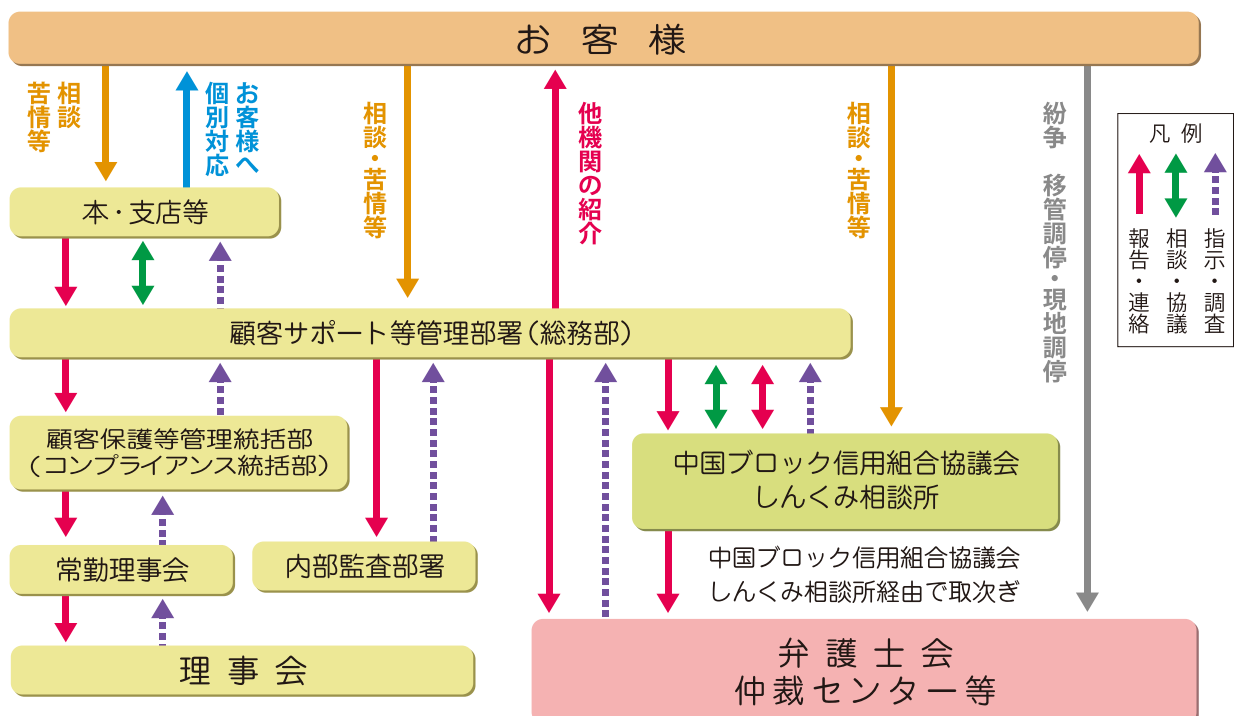 お客様
相談
苦情等
お客様へ
個別対応
相談・苦情等
他機関の紹介
相談・苦情等
紛争 移管調停・現地調停
凡例
報告・連絡
相談・協議
指示・調査
本・支店等
顧客サポート等管理部署（総務部）
顧客保護等管理統括部
（コンプライアンス統括部）
中国ブロック信用組合協議会
しんくみ相談所
常勤理事会
内部監査部署
中国ブロック信用組合協議会
しんくみ相談所経由で取次ぎ
理事会
弁護士会
仲裁センター等